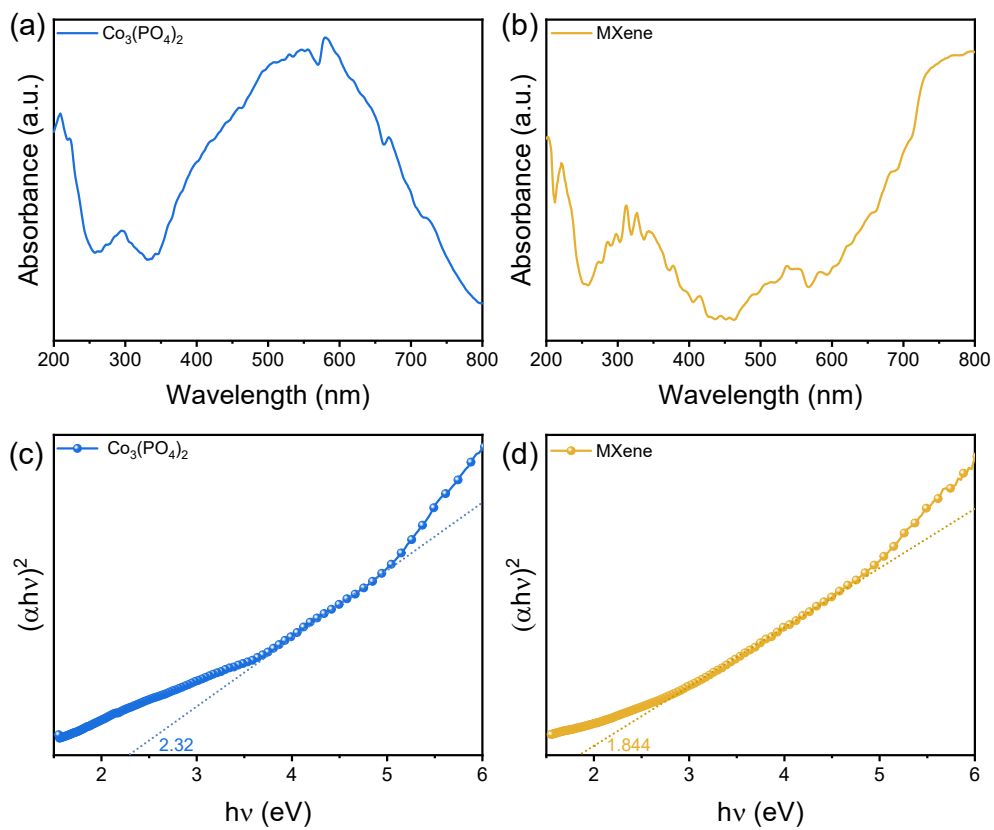 (a)
Co₃(PO₄)₂
Absorbance (a.u.)
200 300 400 500 600 700 800
Wavelength (nm)
(b)
MXene
Absorbance (a.u.)
200 300 400 500 600 700 800
Wavelength (nm)
(c)
Co₃(PO₄)₂
(αhν)²
2.32
2 3 4 5 6
hν (eV)
(d)
MXene
(αhν)²
1.844
2 3 4 5 6
hν (eV)